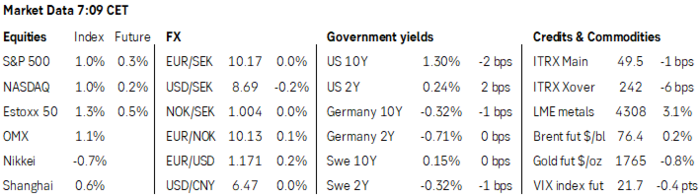 Market Data 7:09 CET
Equities Index Future FX Government yields Credits & Commodities
S&P 500 1.0% 0.3% EUR/SEK 10.17 0.0% US 10Y 1.30% -2 bps ITRX Main 49.5 -1 bps
NASDAQ 1.0% 0.2% USD/SEK 8.69 -0.2% US 2Y 0.24% 2 bps ITRX Xover 242 -6 bps
Estoxx 50 1.3% 0.5% NOK/SEK 1.004 0.0% Germany 10Y -0.32% -1 bps LME metals 4308 3.1%
OMX 1.1% EUR/NOK 10.13 0.1% Germany 2Y -0.71% 0 bps Brent fut $/bl 76.4 0.2%
Nikkei -0.7% EUR/USD 1.171 0.2% Swe 10Y 0.15% 0 bps Gold fut $/oz 1765 -0.8%
Shanghai 0.6% USD/CNY 6.47 0.0% Swe 2Y -0.32% -1 bps VIX index fut 21.7 -0.4 pts